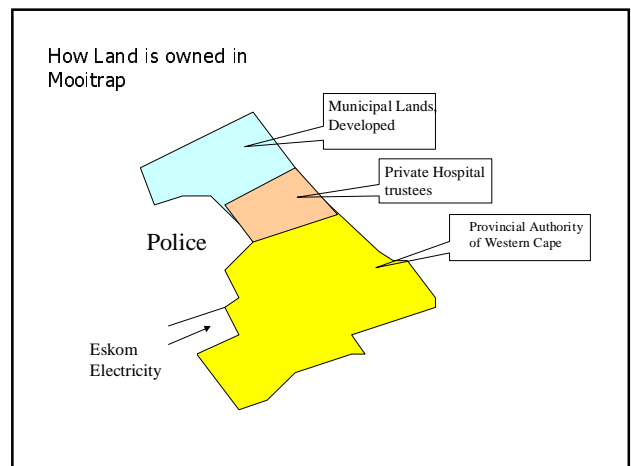 How Land is owned in
Mooitrap
Municipal Lands,
Developed
Private Hospital
trustees
Provincial Authority
of Western Cape
Police
Eskom
Electricity